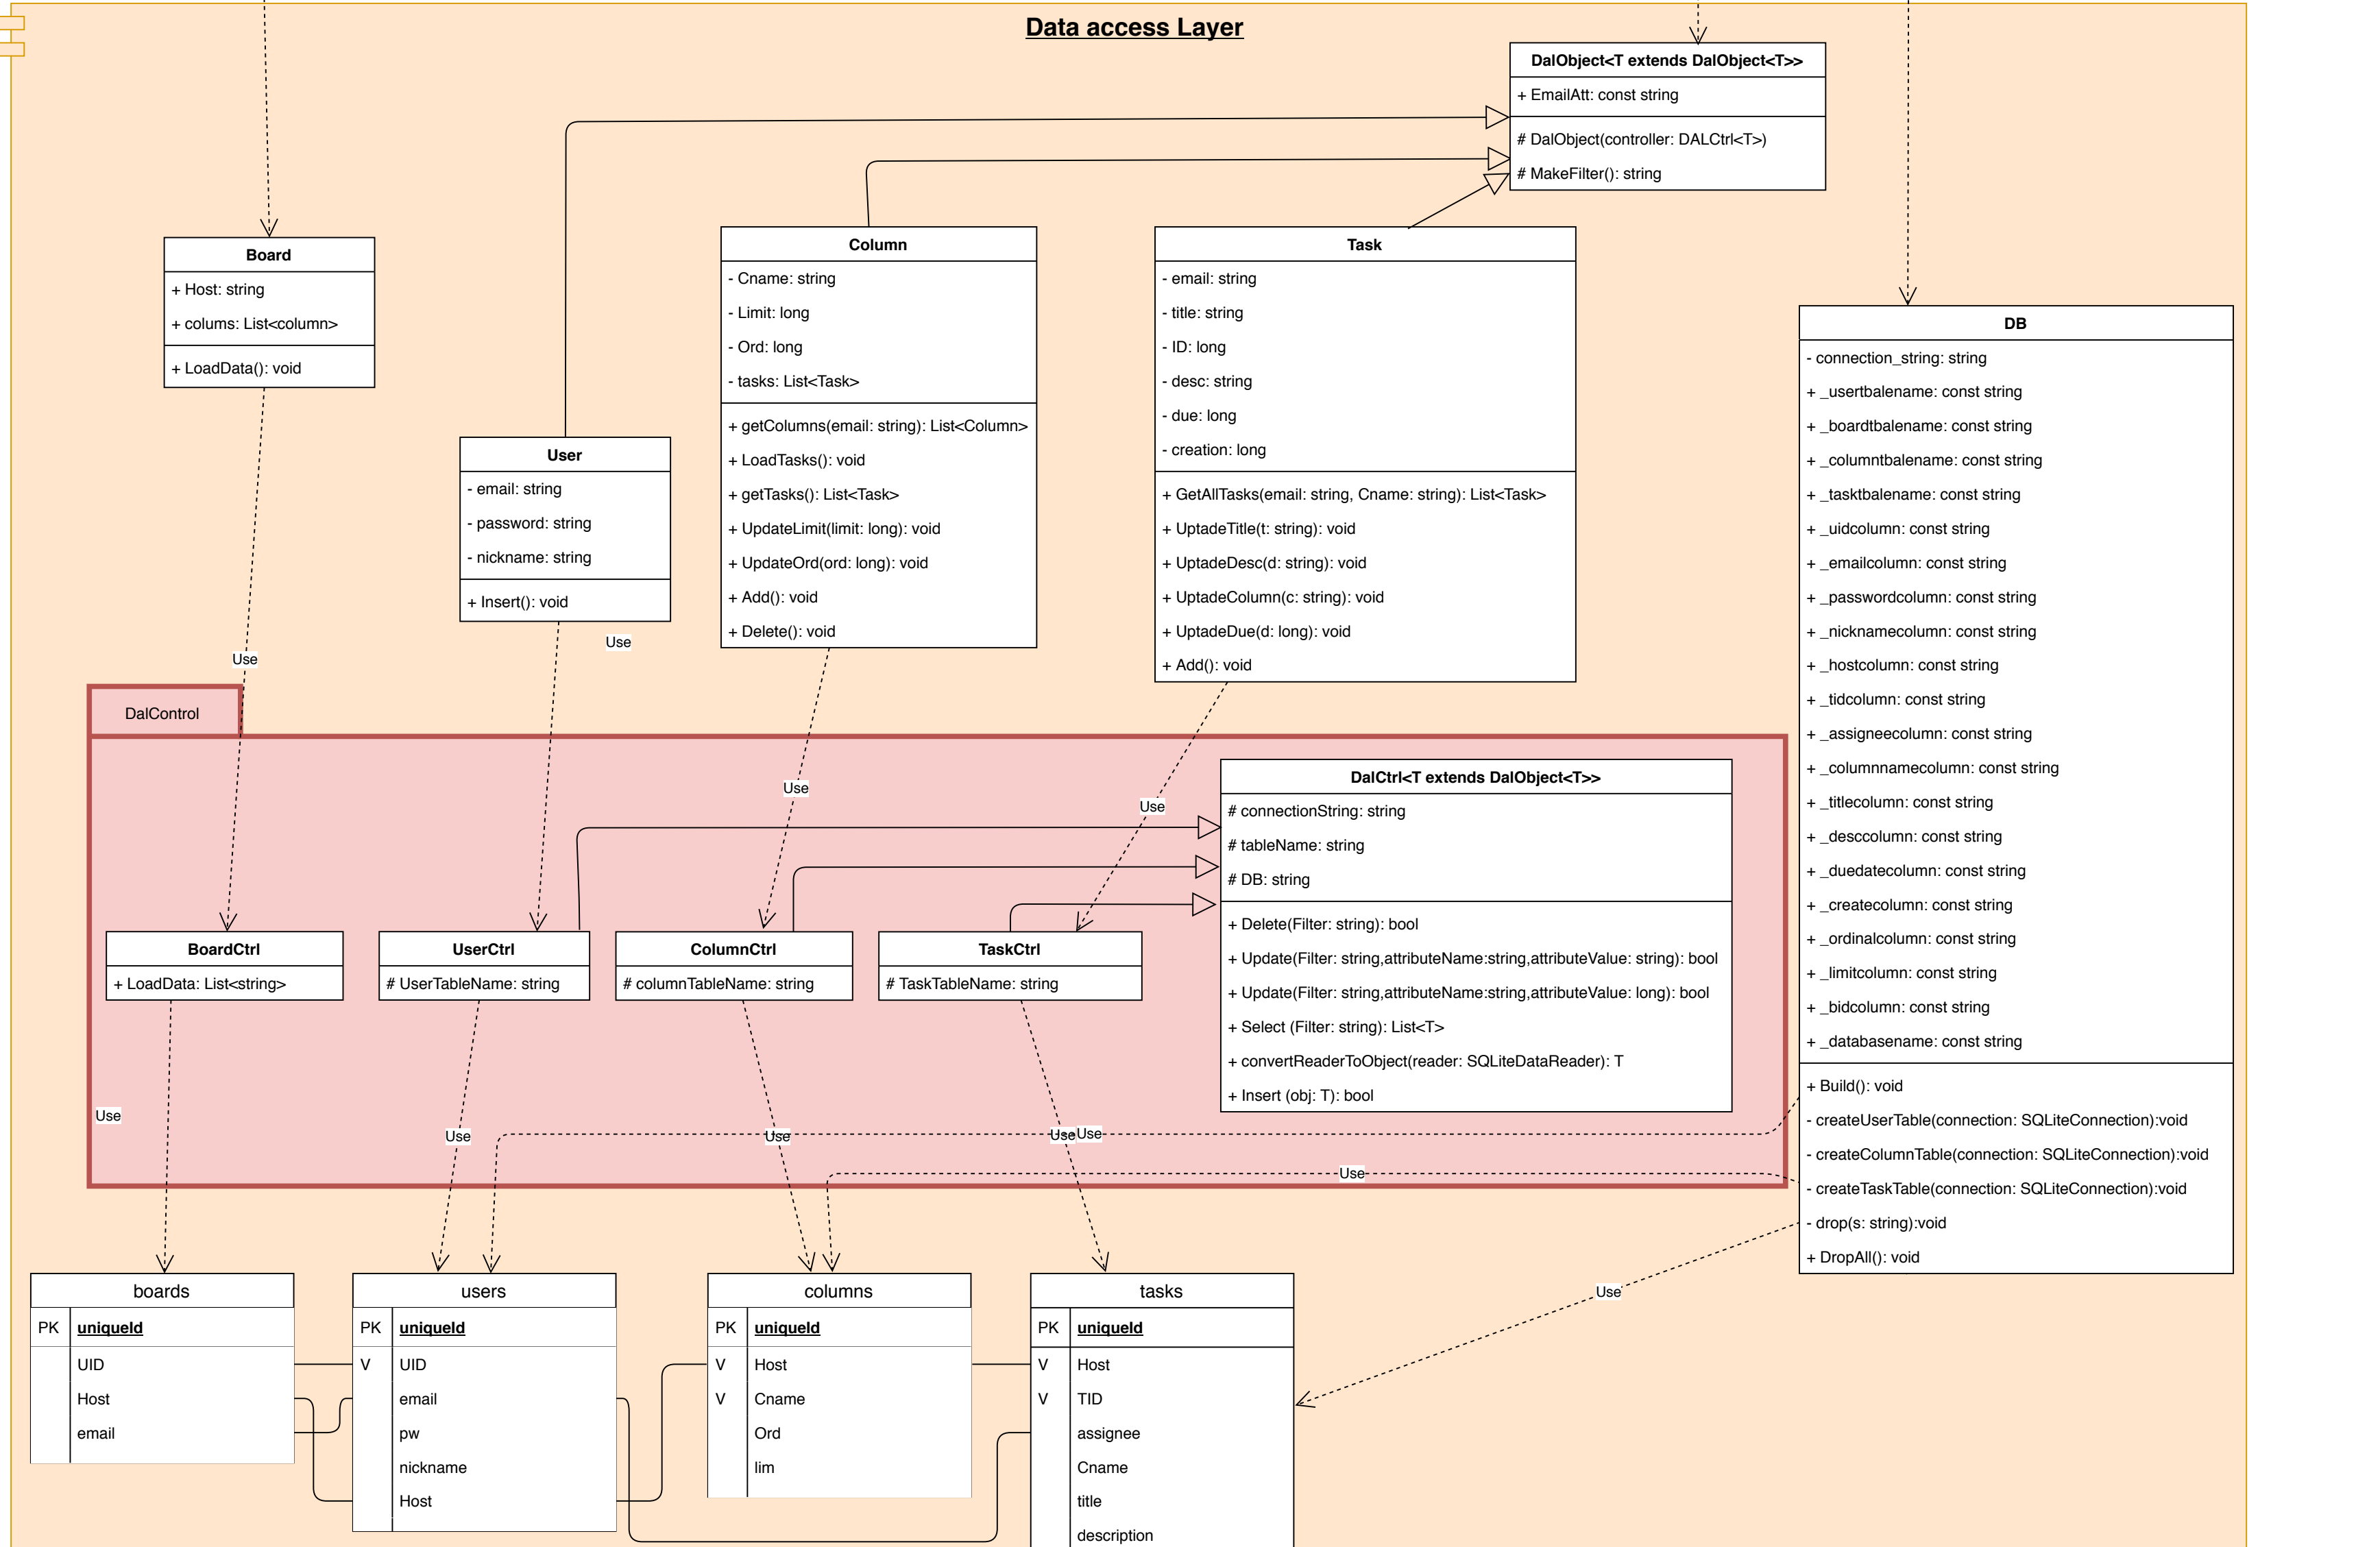 Data access Layer
DalObject<T extends DalObject<T>>
+ EmailAtt: const string
# DalObject(controller: DALCtrl<T>)
# MakeFilter(): string
Board
+ Host: string
+ colums: List<column>
+ LoadData(): void
User
- email: string
- password: string
- nickname: string
+ Insert(): void
Column
- Cname: string
- Limit: long
- Ord: long
- tasks: List<Task>
+ getColumns(email: string): List<Column>
+ LoadTasks(): void
+ getTasks(): List<Task>
+ UpdateLimit(limit: long): void
+ UpdateOrd(ord: long): void
+ Add(): void
+ Delete(): void
Task
- email: string
- title: string
- ID: long
- desc: string
- due: long
- creation: long
+ GetAllTasks(email: string, Cname: string): List<Task>
+ UptadeTitle(t: string): void
+ UptadeDesc(d: string): void
+ UptadeColumn(c: string): void
+ UptadeDue(d: long): void
+ Add(): void
DB
- connection_string: string
+ _usertbalename: const string
+ _boardtbalename: const string
+ _columntbalename: const string
+ _tasktbalename: const string
+ _uidcolumn: const string
+ _emailcolumn: const string
+ _passwordcolumn: const string
+ _nicknamecolumn: const string
+ _hostcolumn: const string
+ _tidcolumn: const string
+ _assigneecolumn: const string
+ _columnnamecolumn: const string
+ _titlecolumn: const string
+ _desccolumn: const string
+ _duedatecolumn: const string
+ _createcolumn: const string
+ _ordinalcolumn: const string
+ _limitcolumn: const string
+ _bidcolumn: const string
+ _databasename: const string
+ Build(): void
- createUserTable(connection: SQLiteConnection):void
- createColumnTable(connection: SQLiteConnection):void
- createTaskTable(connection: SQLiteConnection):void
- drop(s: string):void
+ DropAll(): void
Use
Use
DalControl
Use
Use
DalCtrl<T extends DalObject<T>>
# connectionString: string
# tableName: string
# DB: string
+ Delete(Filter: string): bool
+ Update(Filter: string,attributeName:string,attributeValue: string): bool
+ Update(Filter: string,attributeName:string,attributeValue: long): bool
+ Select (Filter: string): List<T>
+ convertReaderToObject(reader: SQLiteDataReader): T
+ Insert (obj: T): bool
BoardCtrl
+ LoadData: List<string>
UserCtrl
# UserTableName: string
ColumnCtrl
# columnTableName: string
TaskCtrl
# TaskTableName: string
Use
Use
Use
Use
Use
Use
Use
boards
PK uniqueId
UID
Host
email
users
PK uniqueId
V UID
email
pw
nickname
Host
columns
PK uniqueId
V Host
V Cname
Ord
lim
tasks
PK uniqueId
V Host
V TID
assignee
Cname
title
description